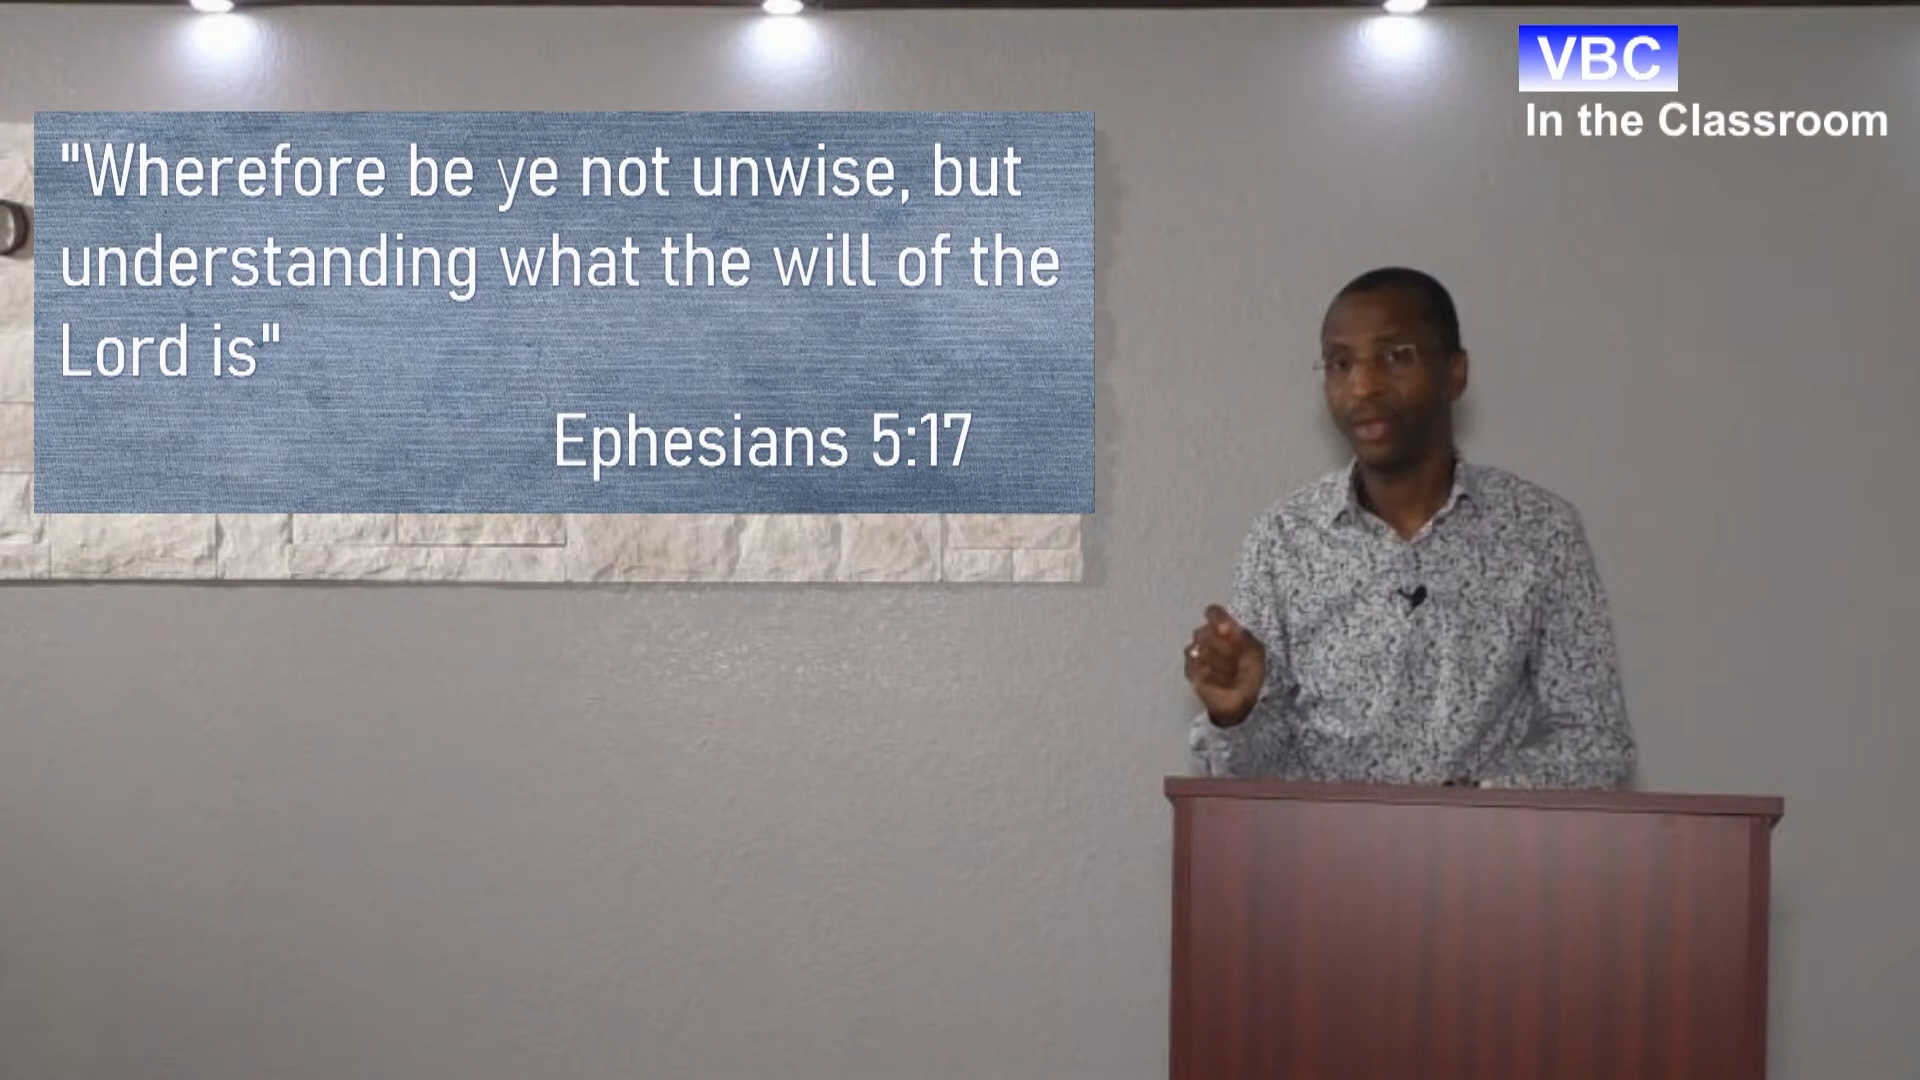 VBC
In the Classroom
"Wherefore be ye not unwise, but
understanding what the will of the
Lord is"
Ephesians 5:17